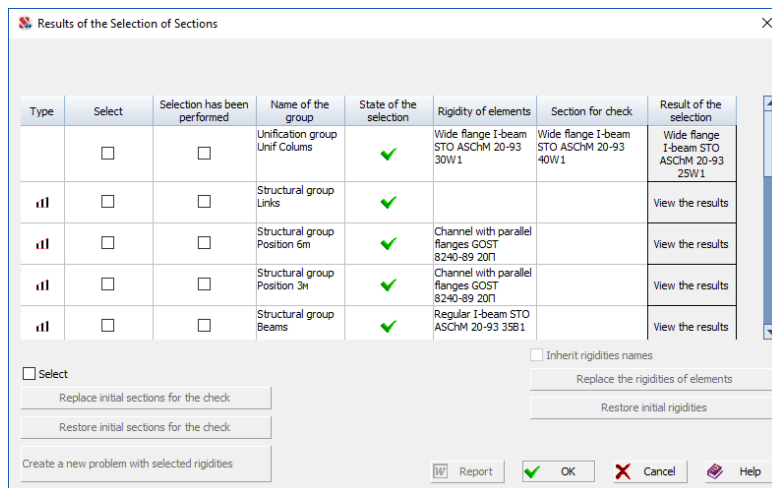 Results of the Selection of Sections
Type
Select
Selection has been
performed
Name of the
group
State of the
selection
Rigidity of elements
Section for check
Result of the
selection
Unification group
Unif Colums
Wide flange I-beam
STO ASChM 20-93
30W1
Wide flange I-beam
STO ASChM 20-93
40W1
Wide flange
I-beam STO
ASChM 20-93
25W1
Structural group
Links
View the results
Structural group
Position 6m
Channel with parallel
flanges GOST
8240-89 20П
View the results
Structural group
Position 3м
Channel with parallel
flanges GOST
8240-89 20П
View the results
Structural group
Beams
Regular I-beam STO
ASChM 20-93 35B1
View the results
Select
Replace initial sections for the check
Restore initial sections for the check
Create a new problem with selected rigidities
Inherit rigidities names
Replace the rigidities of elements
Restore initial rigidities
W Report
OK
Cancel
Help